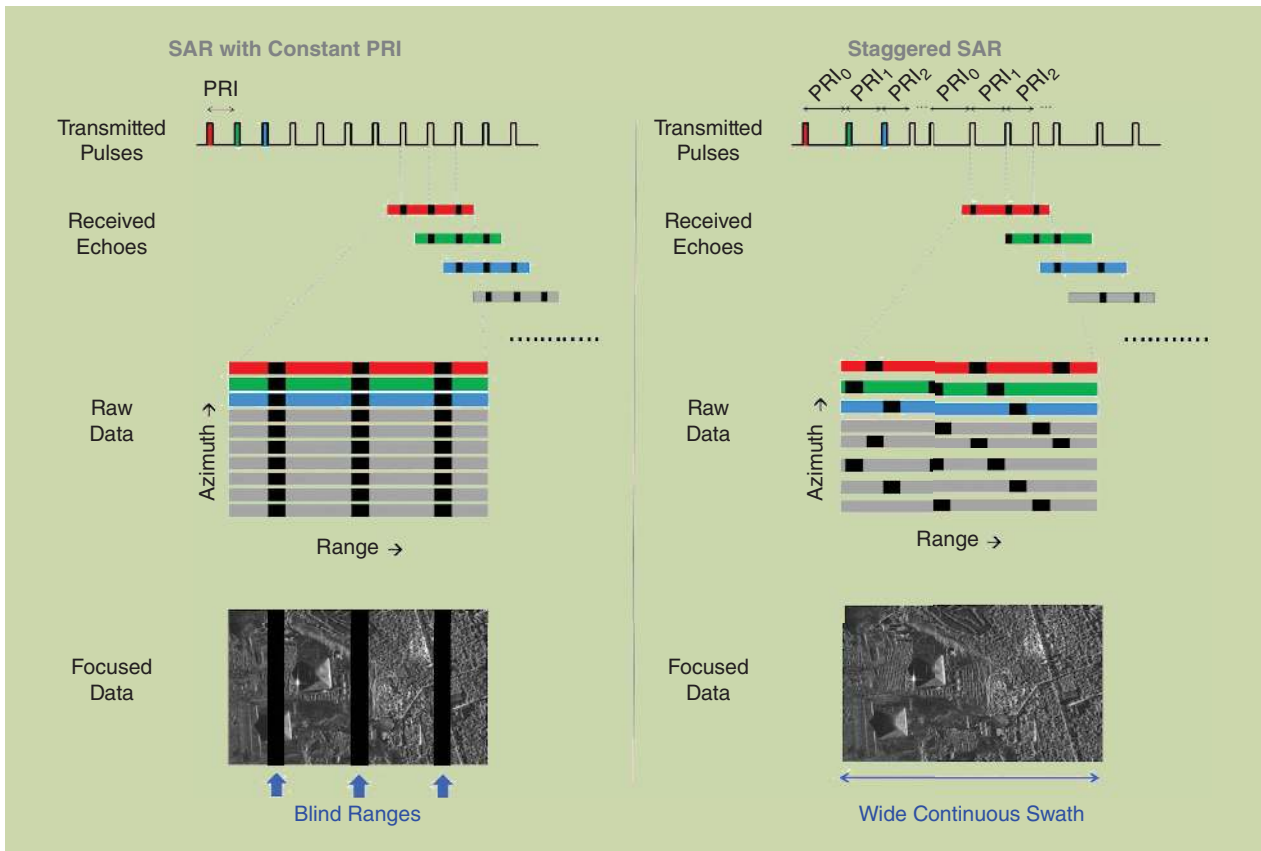 SAR with Constant PRI
PRI
Transmitted
Pulses
Received
Echoes
Raw
Data
Azimuth →
Range →
Focused
Data
Blind Ranges
Staggered SAR
PRI₀ PRI₁ PRI₂ ... PRI₀ PRI₁ PRI₂ ...
Transmitted
Pulses
Received
Echoes
Raw
Data
Azimuth →
Range →
Focused
Data
Wide Continuous Swath